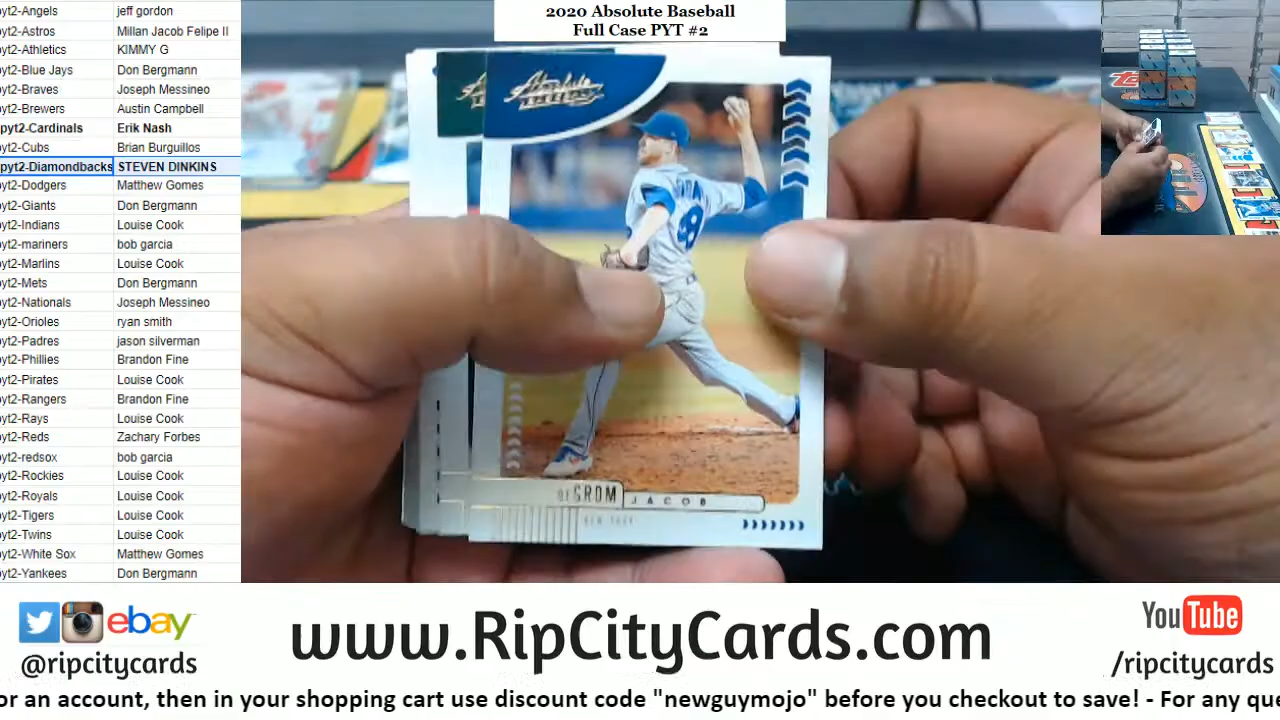 2020 Absolute Baseball
Full Case PYT #2
pyt2-Angels jeff gordon
pyt2-Astros Millan Jacob Felipe II
pyt2-Athletics KIMMY G
pyt2-Blue Jays Don Bergmann
pyt2-Braves Joseph Messineo
pyt2-Brewers Austin Campbell
pyt2-Cardinals Erik Nash
pyt2-Cubs Brian Burguillos
pyt2-Diamondbacks STEVEN DINKINS
pyt2-Dodgers Matthew Gomes
pyt2-Giants Don Bergmann
pyt2-Indians Louise Cook
pyt2-mariners bob garcia
pyt2-Marlins Louise Cook
pyt2-Mets Don Bergmann
pyt2-Nationals Joseph Messineo
pyt2-Orioles ryan smith
pyt2-Padres jason silverman
pyt2-Phillies Brandon Fine
pyt2-Pirates Louise Cook
pyt2-Rangers Brandon Fine
pyt2-Rays Louise Cook
pyt2-Reds Zachary Forbes
pyt2-redsox bob garcia
pyt2-Rockies Louise Cook
pyt2-Royals Louise Cook
pyt2-Tigers Louise Cook
pyt2-Twins Louise Cook
pyt2-White Sox Matthew Gomes
pyt2-Yankees Don Bergmann
Absolute
BASEBALL
deGROM JACOB
NEW YORK
ebay
@ripcitycards
www.RipCityCards.com
YouTube
/ripcitycards
or an account, then in your shopping cart use discount code "newguymojo" before you checkout to save! - For any que